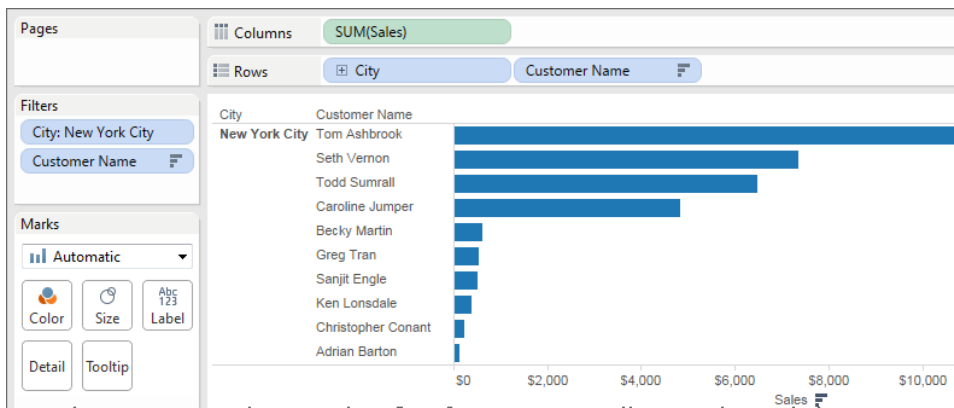 Pages
Columns
SUM(Sales)
Rows
City
Customer Name
Filters
City: New York City
Customer Name
Marks
Automatic
Color
Size
Abc
123
Label
Detail
Tooltip
City
Customer Name
New York City
Tom Ashbrook
Seth Vernon
Todd Sumrall
Caroline Jumper
Becky Martin
Greg Tran
Sanjit Engle
Ken Lonsdale
Christopher Conant
Adrian Barton
$0
$2,000
$4,000
$6,000
$8,000
$10,000
Sales